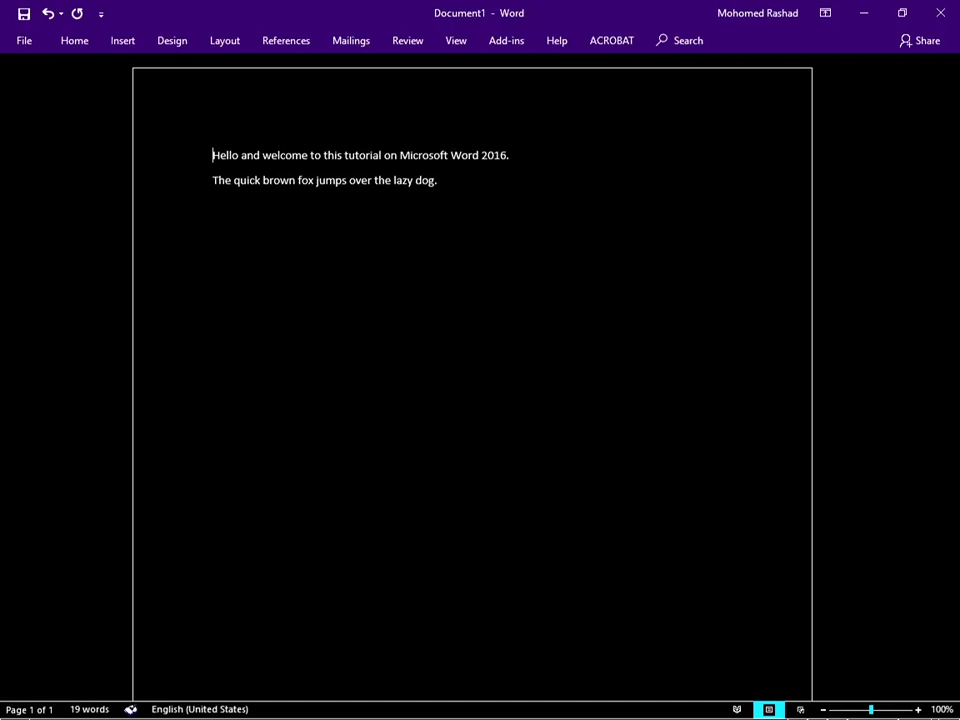 Document1 - Word
Mohomed Rashad
File Home Insert Design Layout References Mailings Review View Add-ins Help ACROBAT Search Share
Hello and welcome to this tutorial on Microsoft Word 2016.
The quick brown fox jumps over the lazy dog.
Page 1 of 1 19 words English (United States) 100%